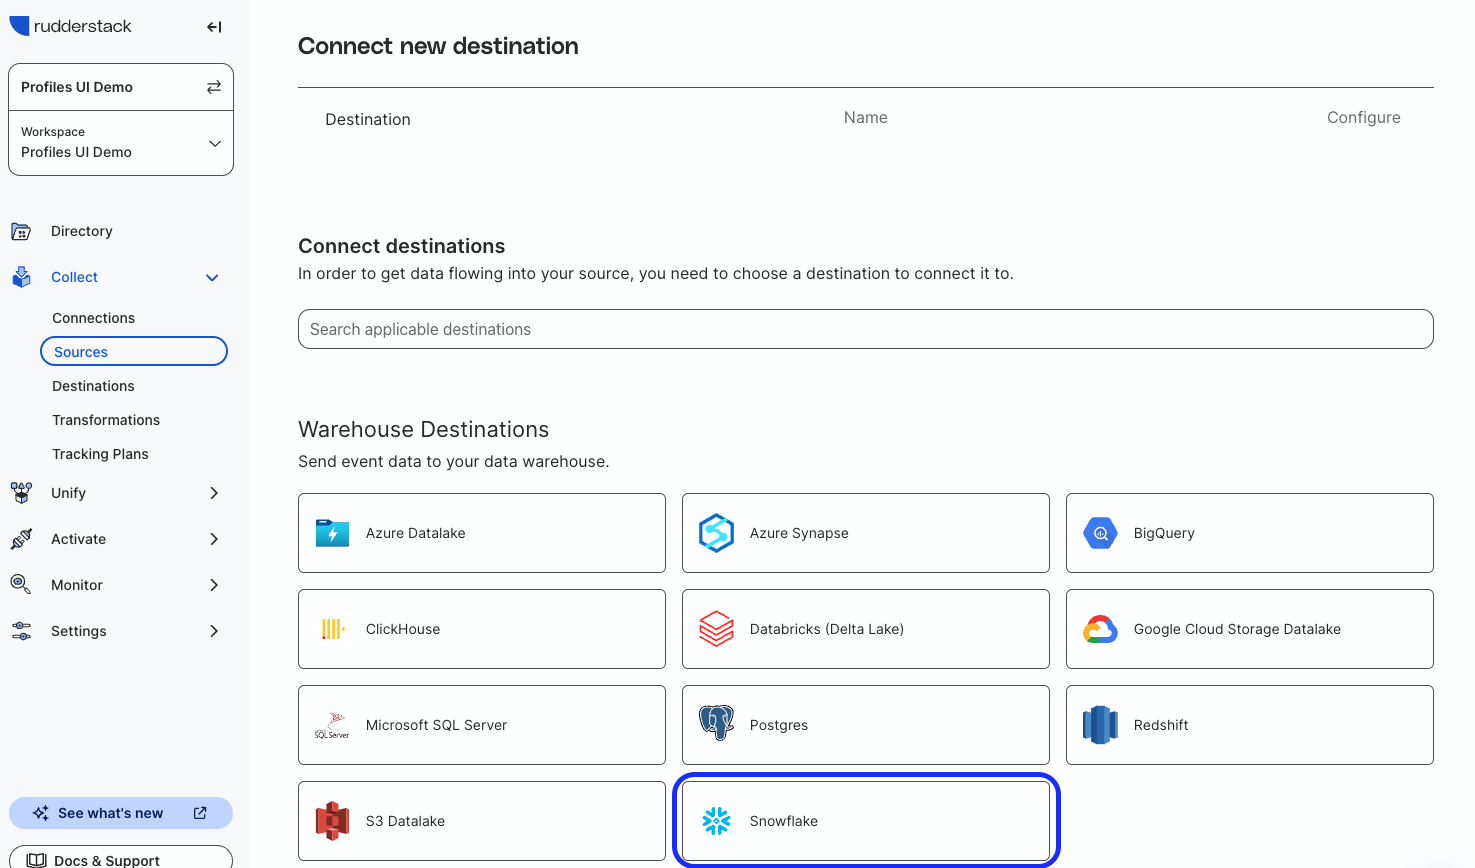 rudderstack
Profiles UI Demo
Workspace
Profiles UI Demo
Directory
Collect
Connections
Sources
Destinations
Transformations
Tracking Plans
Unify
Activate
Monitor
Settings
See what's new
Docs & Support
Connect new destination
Destination Name Configure
Connect destinations
In order to get data flowing into your source, you need to choose a destination to connect it to.
Search applicable destinations
Warehouse Destinations
Send event data to your data warehouse.
Azure Datalake
Azure Synapse
BigQuery
ClickHouse
Databricks (Delta Lake)
Google Cloud Storage Datalake
SQL Server
Microsoft SQL Server
Postgres
Redshift
S3 Datalake
Snowflake